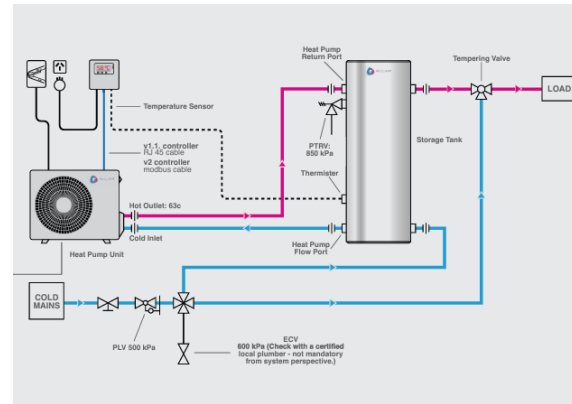 Heat Pump
Return Port
Tempering Valve
LOAD
Temperature Sensor
PTRV:
850 kPa
Storage Tank
v1.1. controller
RJ 45 cable
v2 controller
modbus cable
Thermister
Hot Outlet: 63c
Cold Inlet
Heat Pump Unit
Heat Pump
Flow Port
COLD
MAINS
PLV 500 kPa
ECV
600 kPa (Check with a certified
local plumber - not mandatory
from system perspective.)